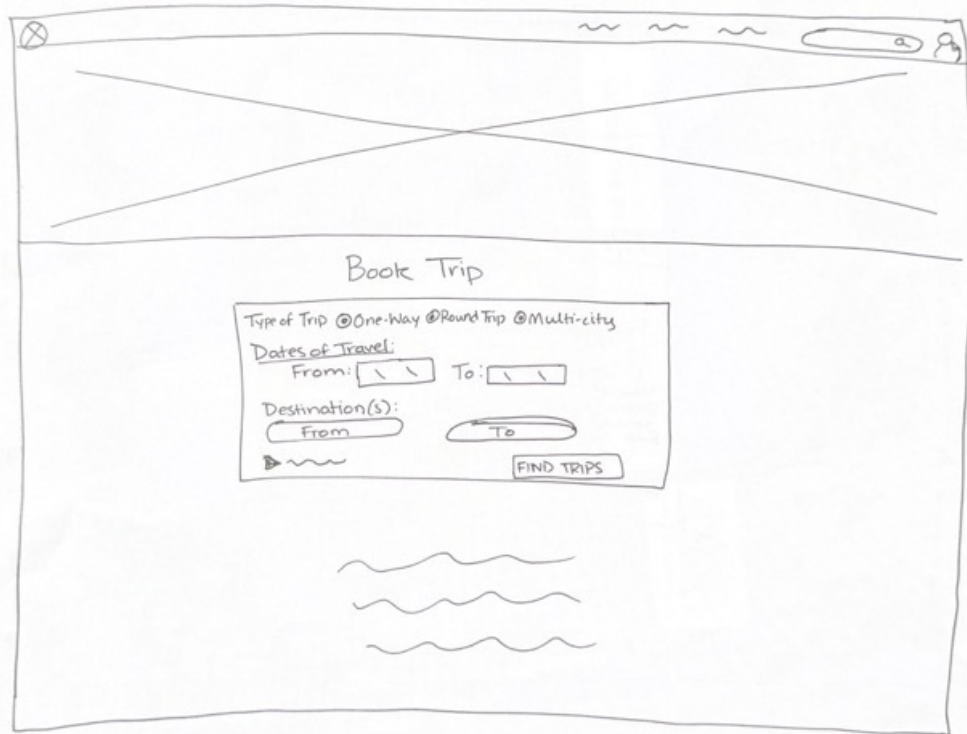 Book Trip
Type of Trip One-Way Round Trip Multi-city
Dates of Travel:
From: To:
Destination(s):
From To
FIND TRIPS